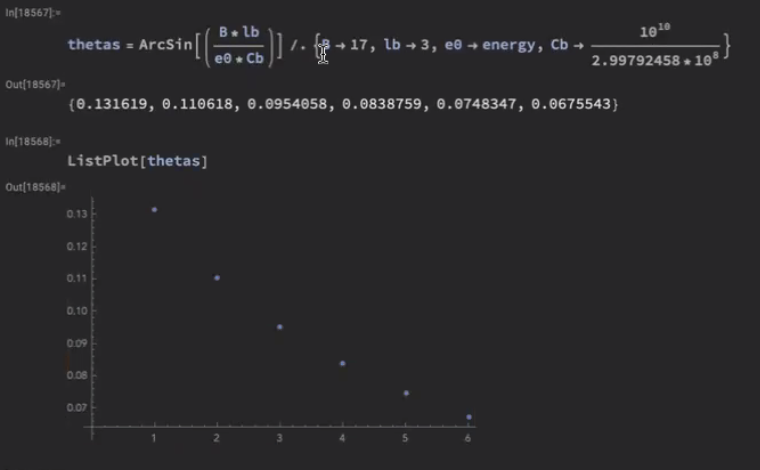 In[18567]:=
thetas = ArcSin[((B * lb)/(e0 * Cb))] /. {B → 17, lb → 3, e0 → energy, Cb → 10^10/(2.99792458 * 10^8)}
Out[18567]=
{0.131619, 0.110618, 0.0954058, 0.0838759, 0.0748347, 0.0675543}
In[18568]:=
ListPlot[thetas]
Out[18568]=
0.13
0.12
0.11
0.10
0.09
0.08
0.07
1 2 3 4 5 6